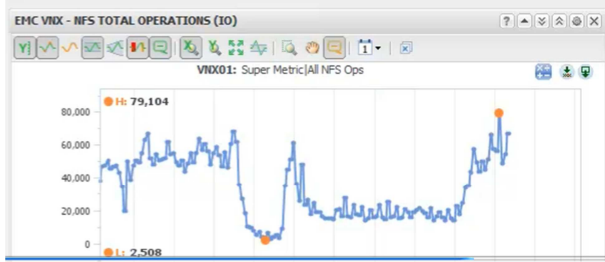 EMC VNX - NFS TOTAL OPERATIONS (IO)
?
Y
1
VNX01: Super Metric|All NFS Ops
H: 79,104
80,000
60,000
40,000
20,000
0
L: 2,508